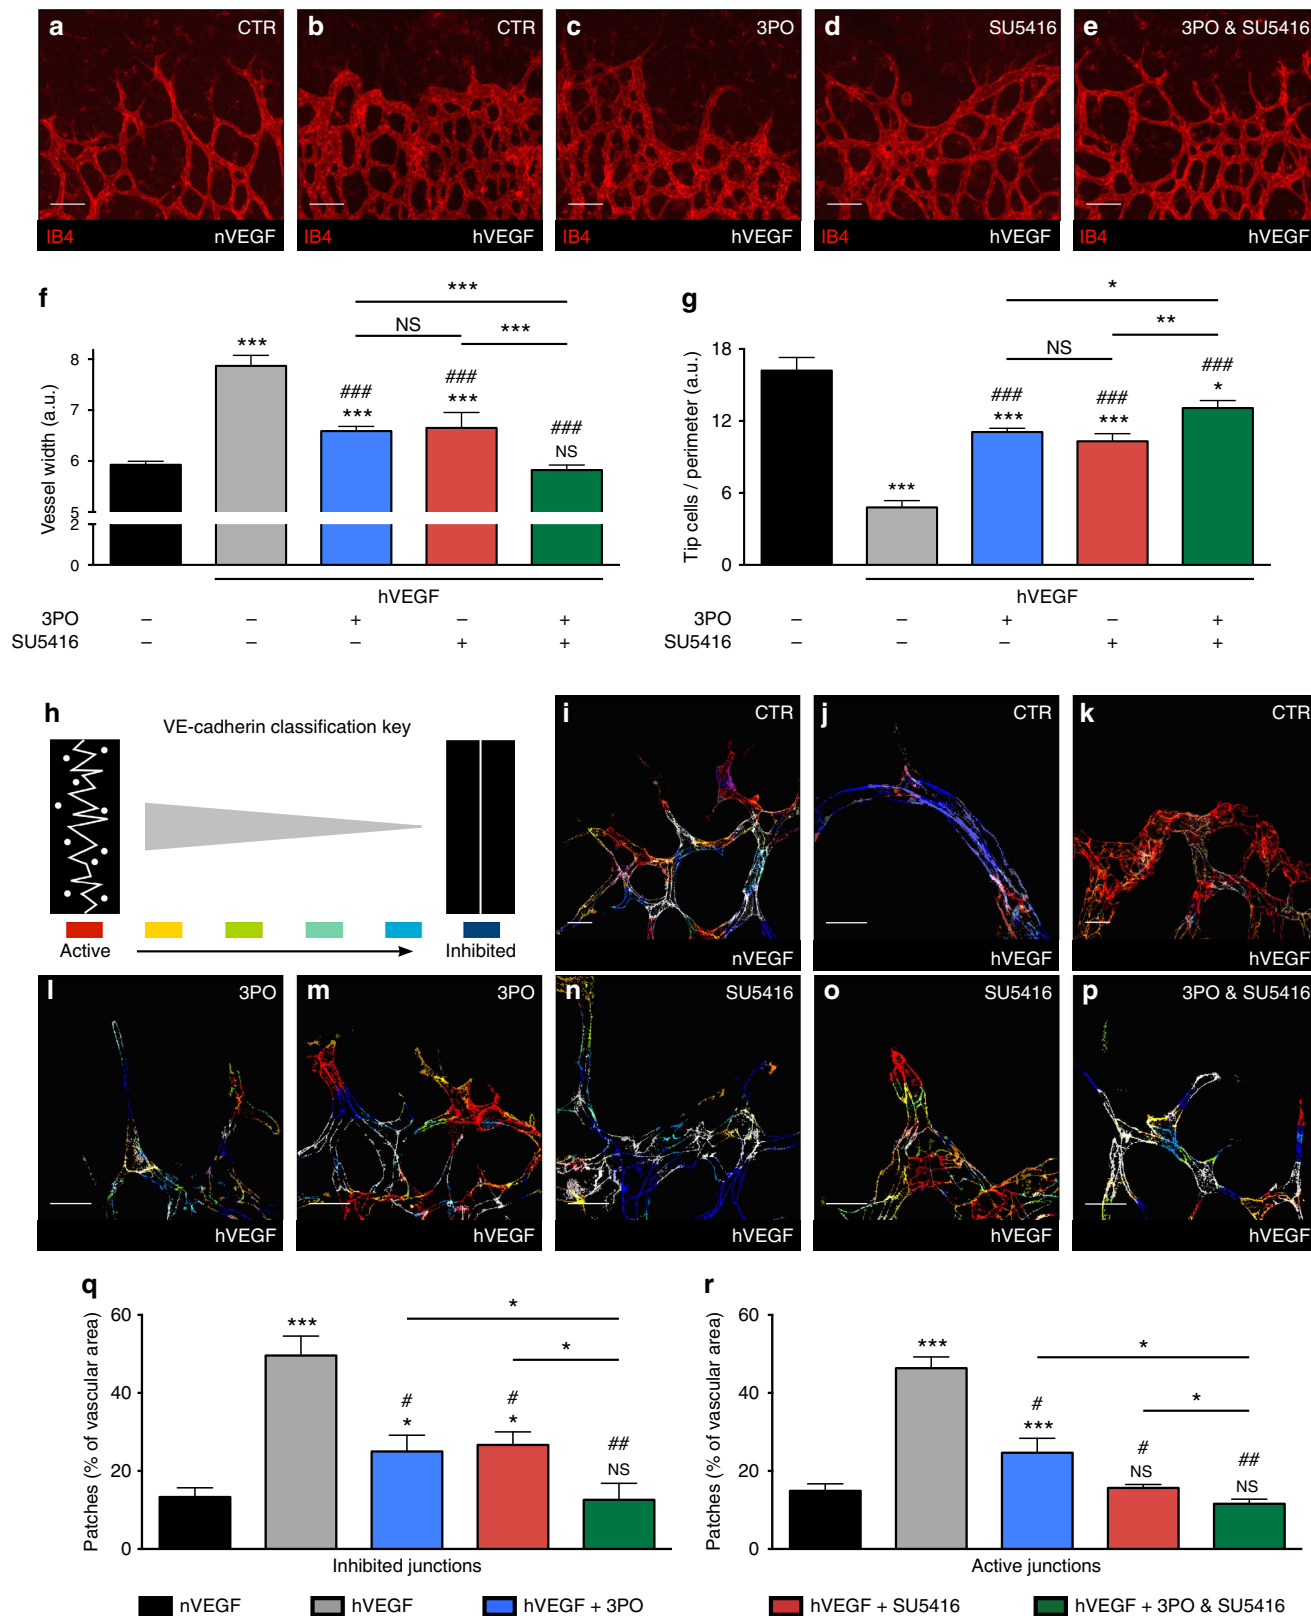 a CTR
IB4 nVEGF
b CTR
IB4 hVEGF
c 3PO
IB4 hVEGF
d SU5416
IB4 hVEGF
e 3PO & SU5416
IB4 hVEGF
f
Vessel width (a.u.)
8
7
6
5
2
0
***
NS
***
***
###
***
###
***
###
NS
hVEGF
3PO – – + – +
SU5416 – – – + +
g
Tip cells / perimeter (a.u.)
18
12
6
0
*
**
NS
***
###
***
###
***
###
*
hVEGF
3PO – – + – +
SU5416 – – – + +
h
VE-cadherin classification key
Active
Inhibited
i CTR
nVEGF
j CTR
hVEGF
k CTR
hVEGF
l 3PO
hVEGF
m 3PO
hVEGF
n SU5416
hVEGF
o SU5416
hVEGF
p 3PO & SU5416
hVEGF
q
Patches (% of vascular area)
60
40
20
0
***
*
*
#
*
#
*
##
NS
Inhibited junctions
r
Patches (% of vascular area)
60
40
20
0
***
*
*
#
***
#
NS
##
NS
Active junctions
nVEGF
hVEGF
hVEGF + 3PO
hVEGF + SU5416
hVEGF + 3PO & SU5416